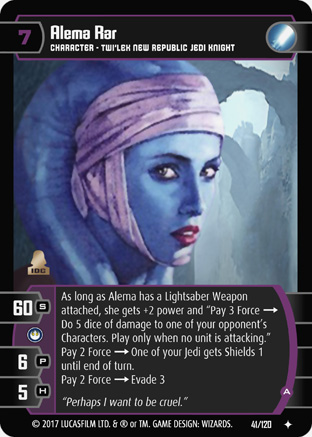 7
Alema Rar
CHARACTER - TWI'LEK NEW REPUBLIC JEDI KNIGHT
IDC
60 S
6 P
5 H
As long as Alema has a Lightsaber Weapon
attached, she gets +2 power and “Pay 3 Force →
Do 5 dice of damage to one of your opponent's
Characters. Play only when no unit is attacking.”
Pay 2 Force → One of your Jedi gets Shields 1
until end of turn.
Pay 2 Force → Evade 3
A
“Perhaps I want to be cruel.”
© 2017 LUCASFILM LTD. & ® or TM. GAME DESIGN: WIZARDS.
41/120